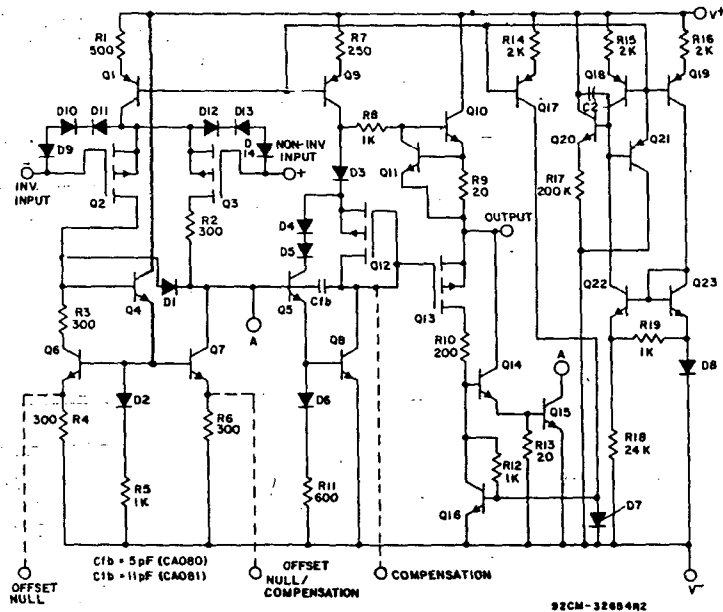 V+
R1
500
R7
250
R14
2K
R15
2K
R16
2K
Q1
Q9
Q10
Q17
Q18
Q19
C2
D10
D11
D12
D13
R8
1K
Q20
Q21
D9
D
14
NON-INV
INPUT
+
Q11
R9
20
R17
200K
-
INV.
INPUT
Q2
Q3
D3
R2
300
D4
D5
Q12
OUTPUT
D1
Q4
A
Q5
Cfb
Q13
Q22
Q23
R3
300
R10
200
R19
1K
Q6
Q7
Q8
Q14
A
D8
D2
D6
Q15
300
R4
R6
300
R13
20
R18
24K
R5
1K
R11
600
R12
1K
Q16
D7
OFFSET
NULL
Cfb = 5pF (CA080)
Cfb = 11pF (CA081)
OFFSET
NULL/
COMPENSATION
COMPENSATION
V-
92CM-32654R2